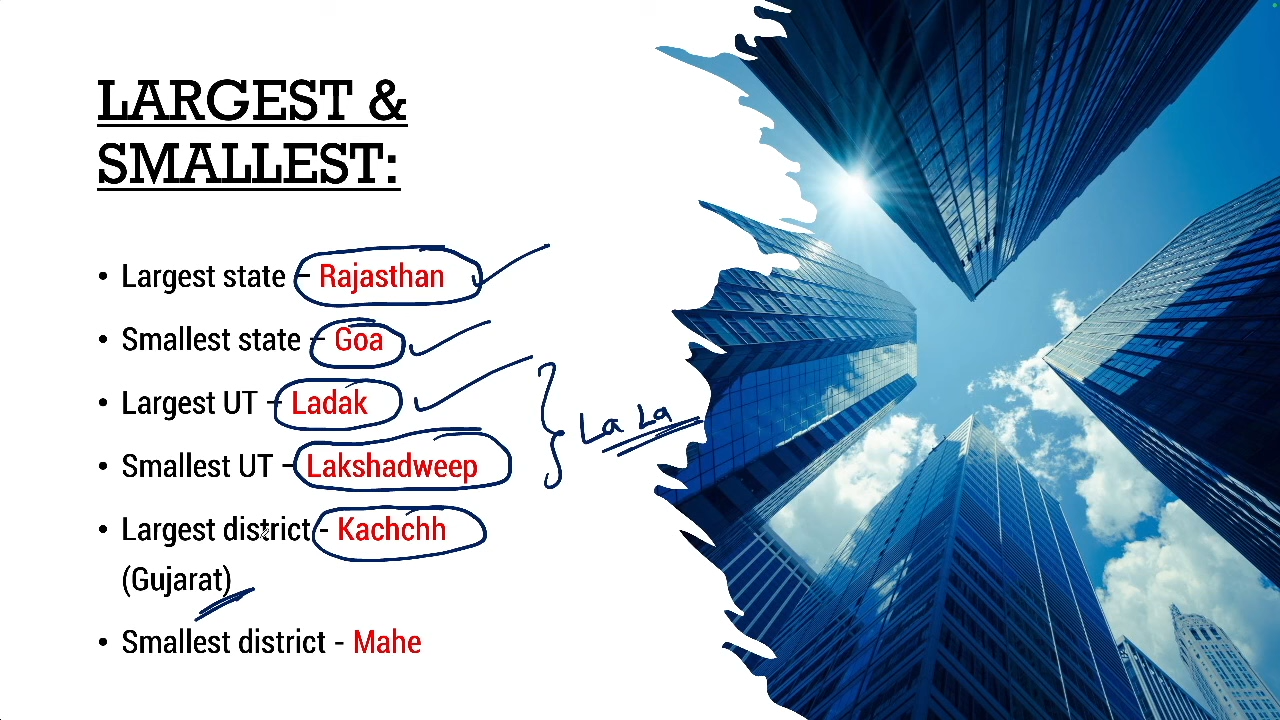 LARGEST &
SMALLEST:
• Largest state – Rajasthan
• Smallest state – Goa
• Largest UT – Ladak
• Smallest UT – Lakshadweep
La La
• Largest district - Kachchh
(Gujarat)
• Smallest district - Mahe